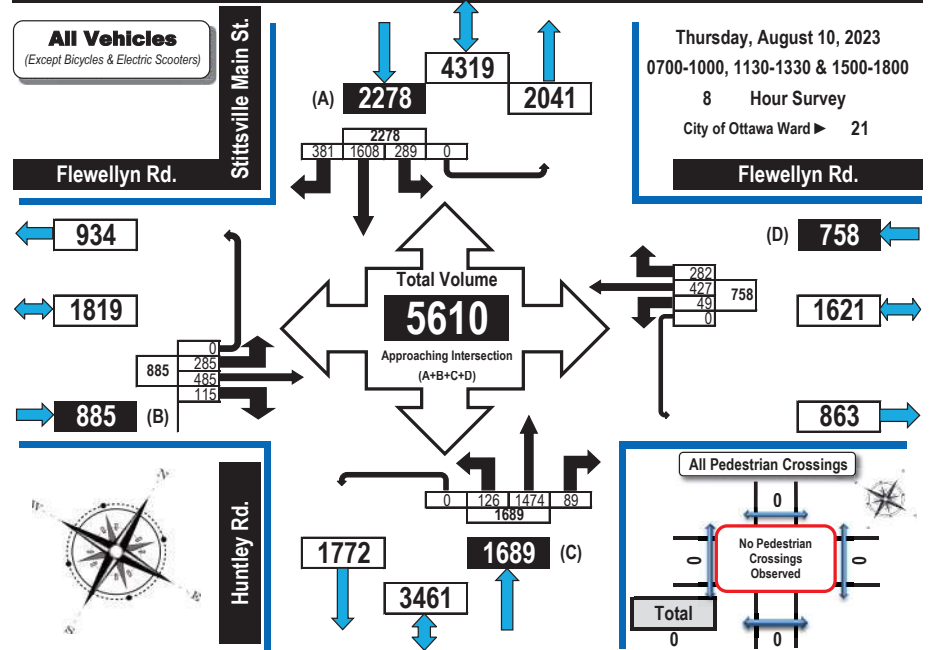 All Vehicles
(Except Bicycles & Electric Scooters)
Stittsville Main St.
Flewellyn Rd.
4319
(A) 2278
2041
2278
381 1608 289 0
Thursday, August 10, 2023
0700-1000, 1130-1330 & 1500-1800
8 Hour Survey
City of Ottawa Ward ► 21
Flewellyn Rd.
934
1819
0
285
485
115
885
885 (B)
Total Volume
5610
Approaching Intersection
(A+B+C+D)
(D) 758
282
427
49
0
758
1621
863
N
W
E
S
Huntley Rd.
0 126 1474 89
1689
1772
1689 (C)
3461
All Pedestrian Crossings
0
0
No Pedestrian
Crossings
Observed
0
Total
0
0